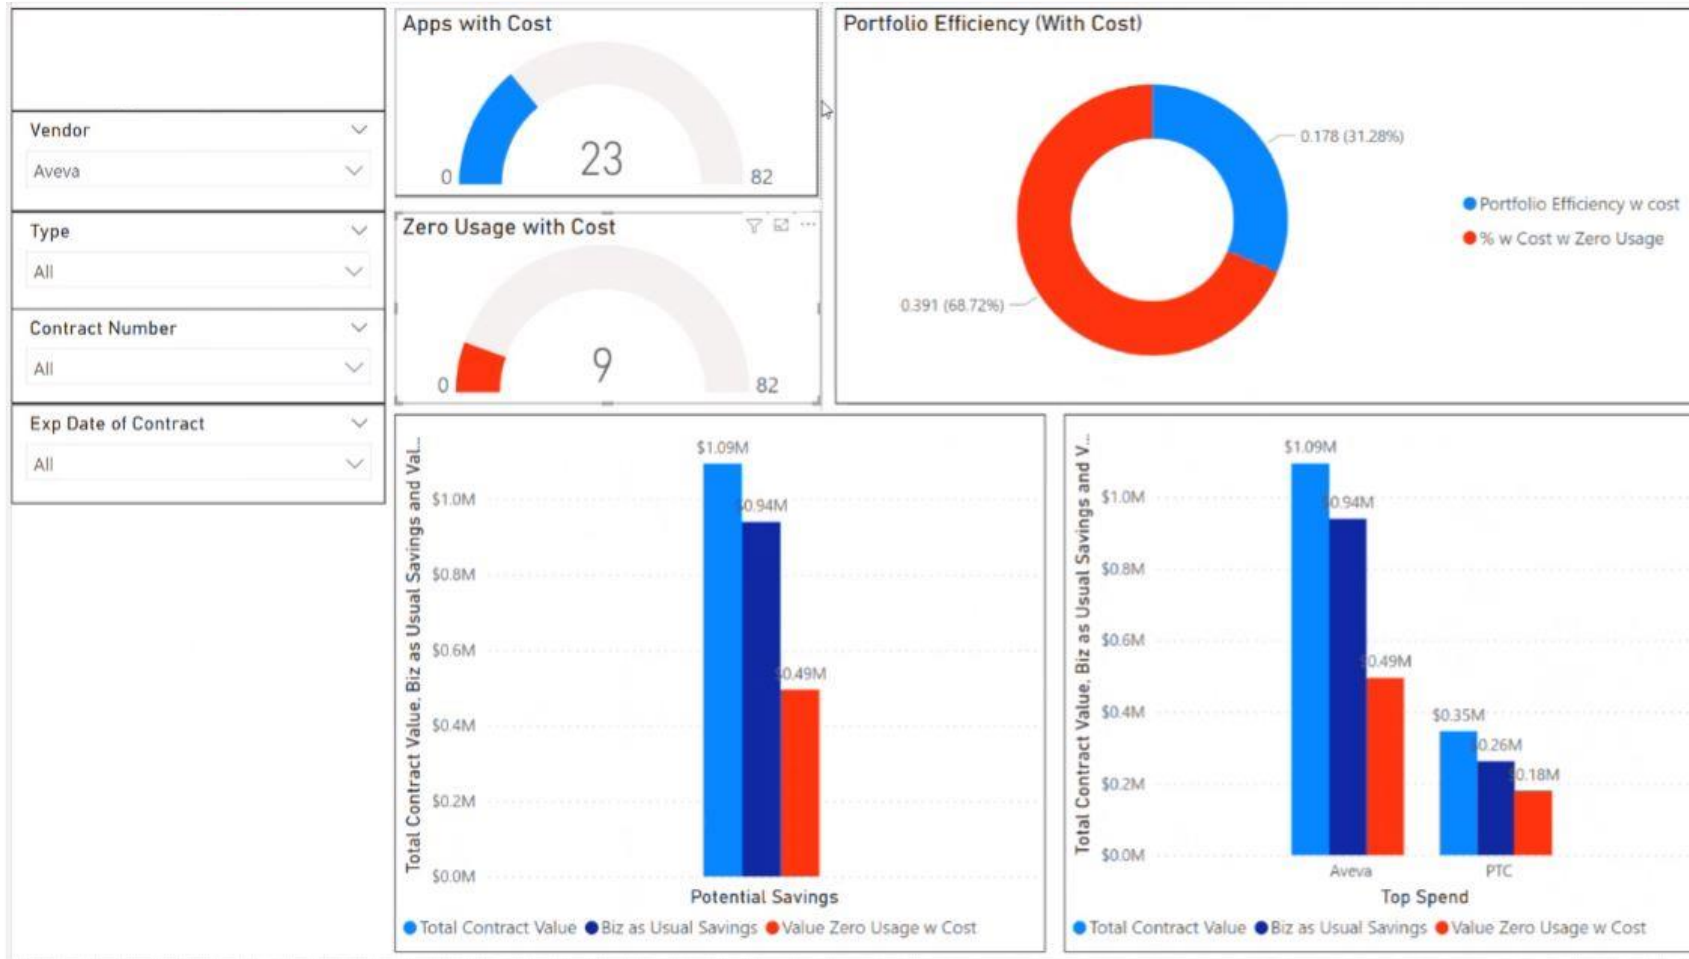 Vendor
Aveva
Type
All
Contract Number
All
Exp Date of Contract
All
Apps with Cost
23
0
82
Zero Usage with Cost
9
0
82
Portfolio Efficiency (With Cost)
0.178 (31.28%)
0.391 (68.72%)
Portfolio Efficiency w cost
% w Cost w Zero Usage
Total Contract Value, Biz as Usual Savings and Val...
$1.09M
$1.0M
$0.94M
$0.8M
$0.6M
$0.49M
$0.4M
$0.2M
$0.0M
Potential Savings
Total Contract Value Biz as Usual Savings Value Zero Usage w Cost
Total Contract Value, Biz as Usual Savings and V...
$1.09M
$1.0M
$0.94M
$0.8M
$0.6M
$0.49M
$0.4M
$0.35M
$0.26M
$0.18M
$0.2M
$0.0M
Aveva PTC
Top Spend
Total Contract Value Biz as Usual Savings Value Zero Usage w Cost